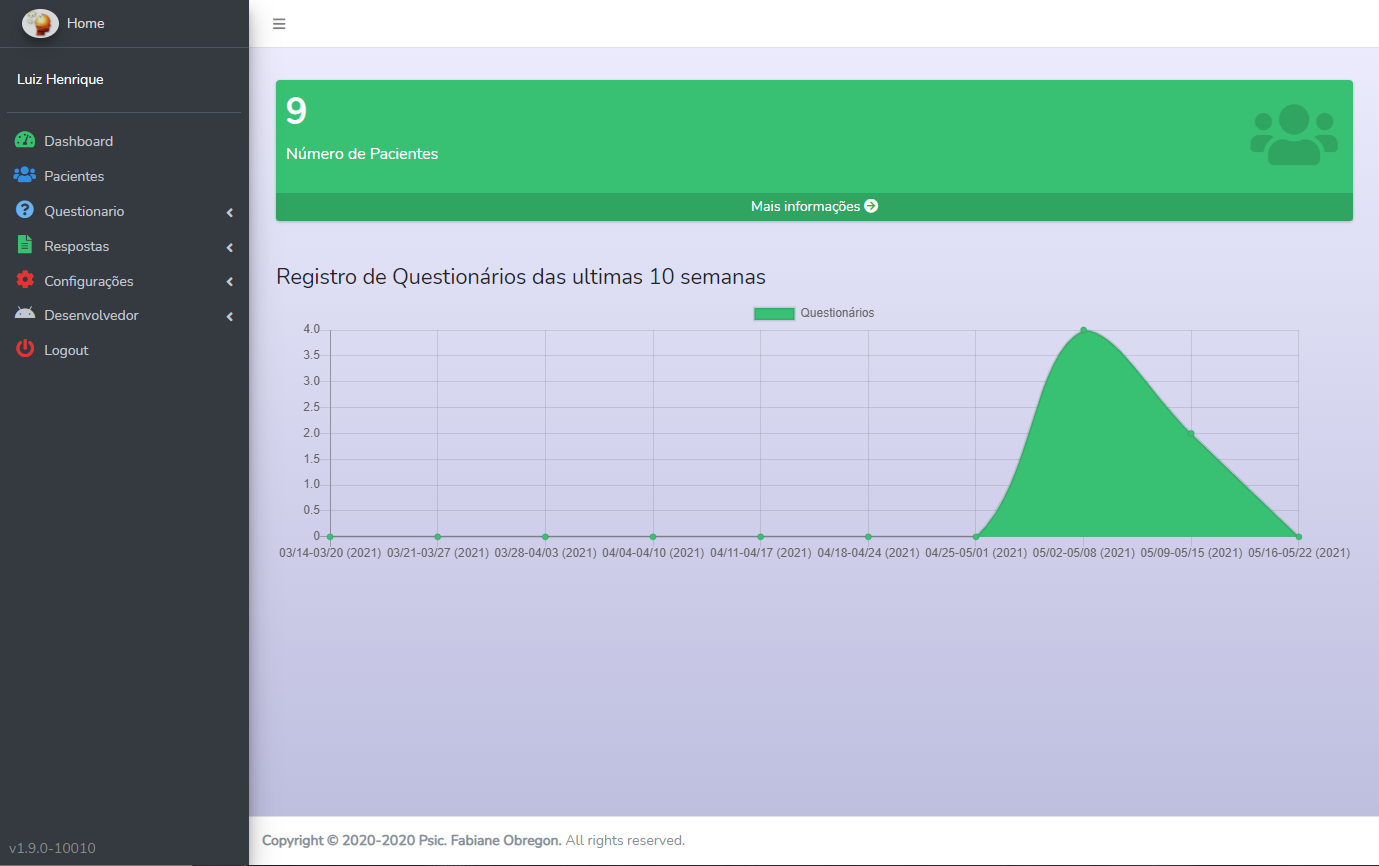 Home
Luiz Henrique
Dashboard
Pacientes
Questionario
Respostas
Configurações
Desenvolvedor
Logout
v1.9.0-10010
9
Número de Pacientes
Mais informações
Registro de Questionários das ultimas 10 semanas
Questionários
4.0
3.5
3.0
2.5
2.0
1.5
1.0
0.5
0
03/14-03/20 (2021) 03/21-03/27 (2021) 03/28-04/03 (2021) 04/04-04/10 (2021) 04/11-04/17 (2021) 04/18-04/24 (2021) 04/25-05/01 (2021) 05/02-05/08 (2021) 05/09-05/15 (2021) 05/16-05/22 (2021)
Copyright © 2020-2020 Psic. Fabiane Obregon. All rights reserved.